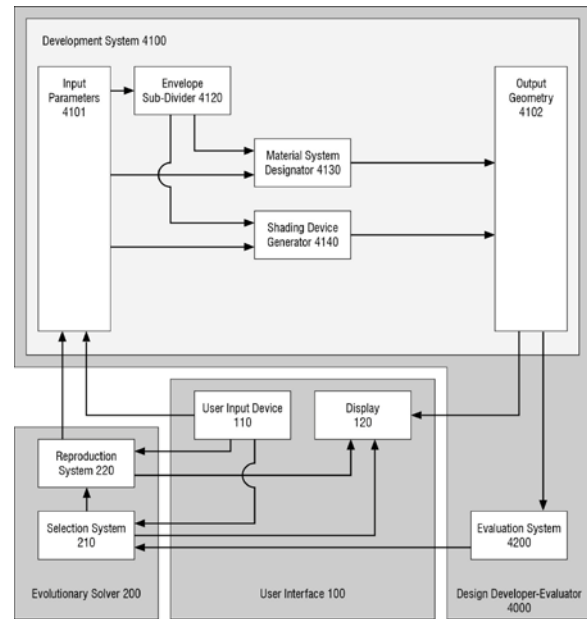 Development System 4100
Input
Parameters
4101
Envelope
Sub-Divider 4120
Output
Geometry
4102
Material System
Designator 4130
Shading Device
Generator 4140
User Input Device
110
Display
120
Reproduction
System 220
Selection System
210
Evaluation System
4200
Evolutionary Solver 200
User Interface 100
Design Developer-Evaluator
4000